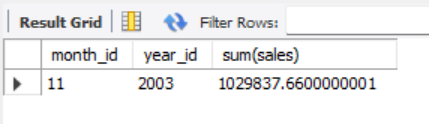 Result Grid Filter Rows:
month_id year_id sum(sales)
11 2003 1029837.6600000001